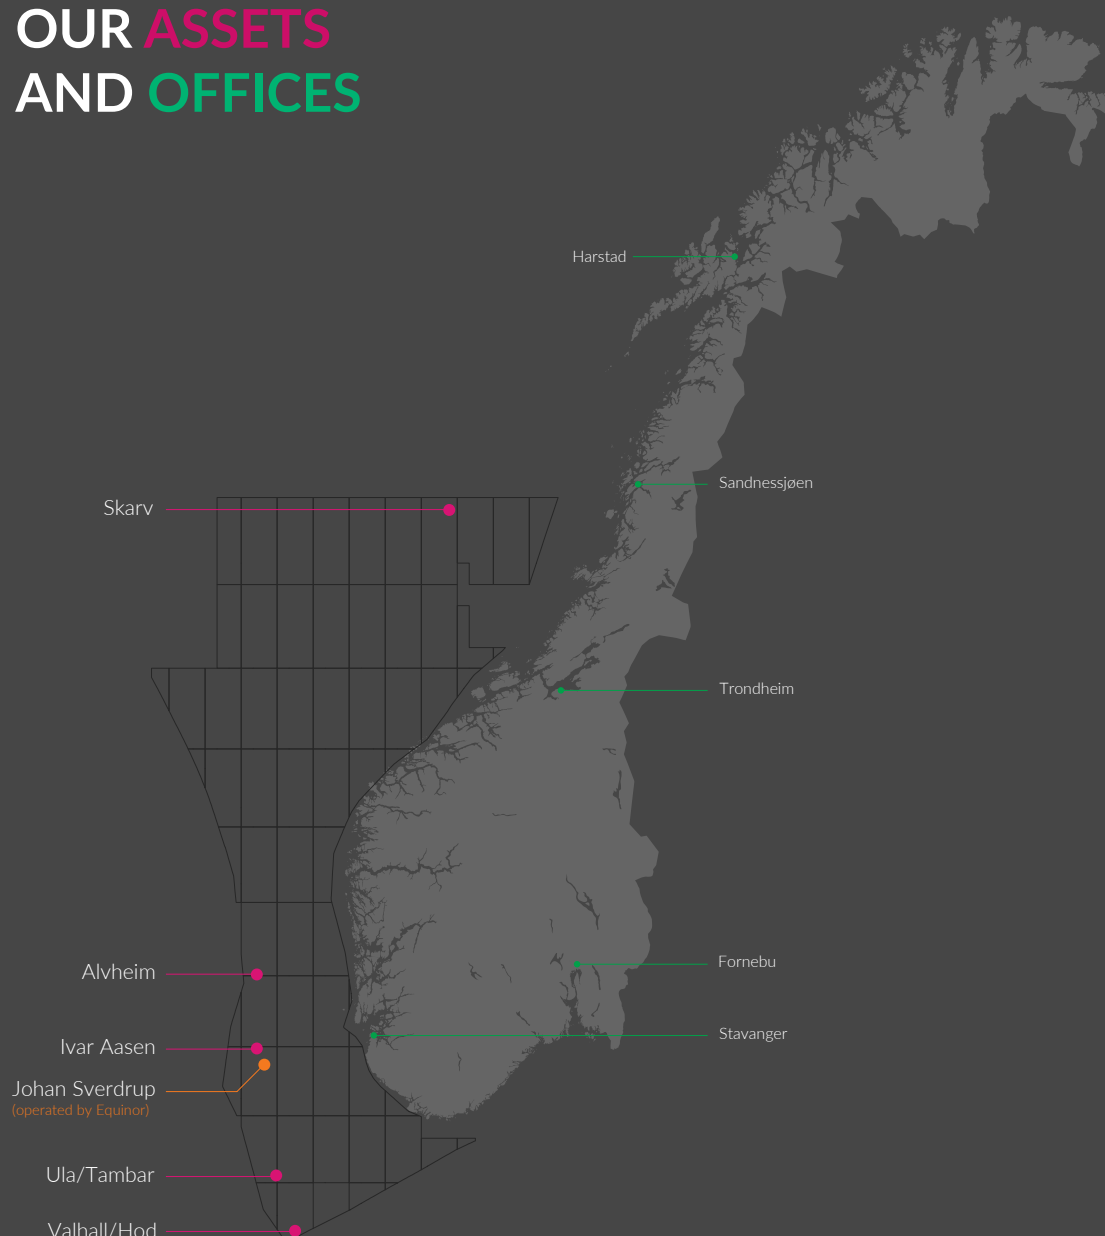 OUR ASSETS
AND OFFICES
Harstad
Sandnessjøen
Skarv
Trondheim
Fornebu
Alvheim
Stavanger
Ivar Aasen
Johan Sverdrup
(operated by Equinor)
Ula/Tambar
Valhall/Hod